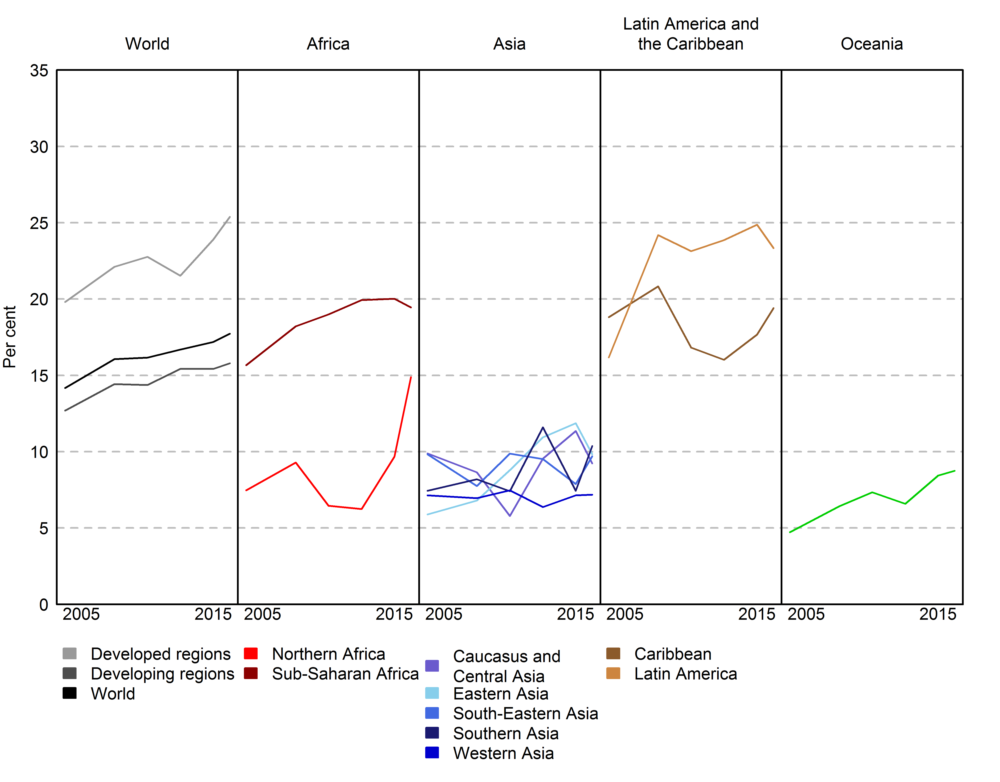 World
Africa
Asia
Latin America and
the Caribbean
Oceania
35
30
25
20
15
10
5
0
Per cent
2005 2015
2005 2015
2005 2015
2005 2015
2005 2015
Developed regions
Developing regions
World
Northern Africa
Sub-Saharan Africa
Caucasus and
Central Asia
Eastern Asia
South-Eastern Asia
Southern Asia
Western Asia
Caribbean
Latin America